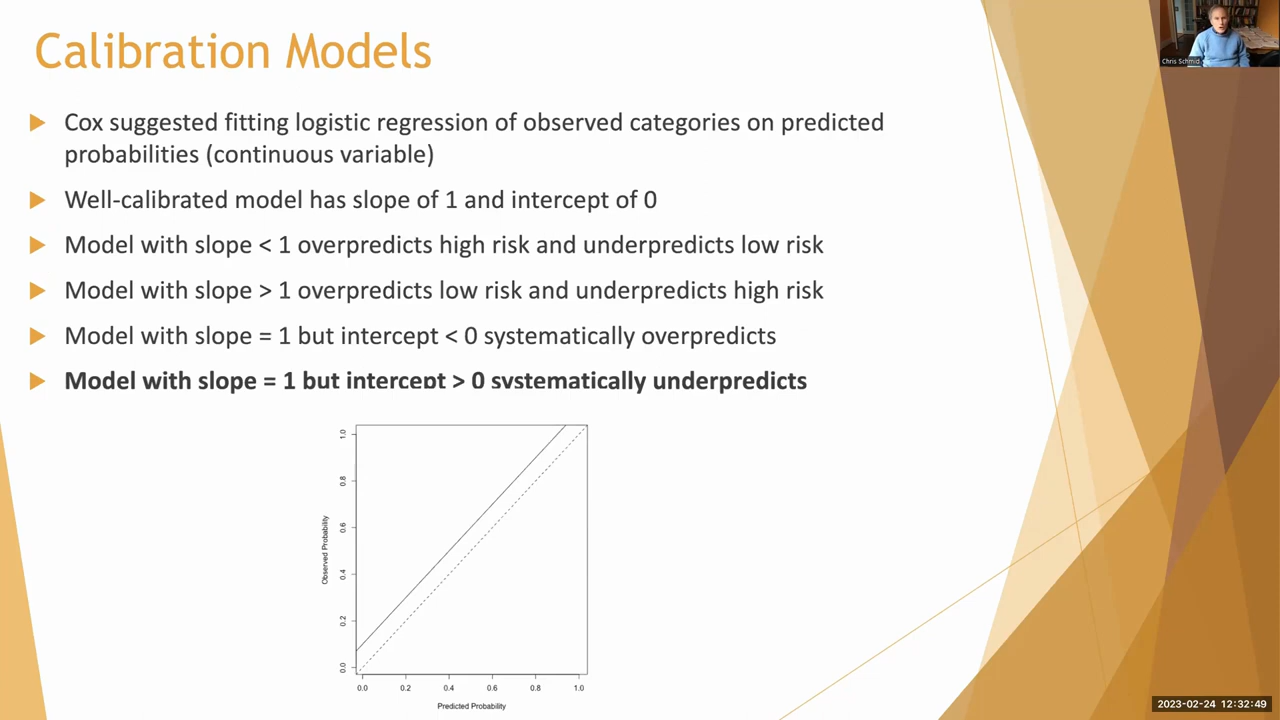 Calibration Models
Chris Schmid
Cox suggested fitting logistic regression of observed categories on predicted
probabilities (continuous variable)
Well-calibrated model has slope of 1 and intercept of 0
Model with slope < 1 overpredicts high risk and underpredicts low risk
Model with slope > 1 overpredicts low risk and underpredicts high risk
Model with slope = 1 but intercept < 0 systematically overpredicts
Model with slope = 1 but intercept > 0 systematically underpredicts
Observed Probability
1.0
0.8
0.6
0.4
0.2
0.0
0.0 0.2 0.4 0.6 0.8 1.0
Predicted Probability
2023-02-24 12:32:49